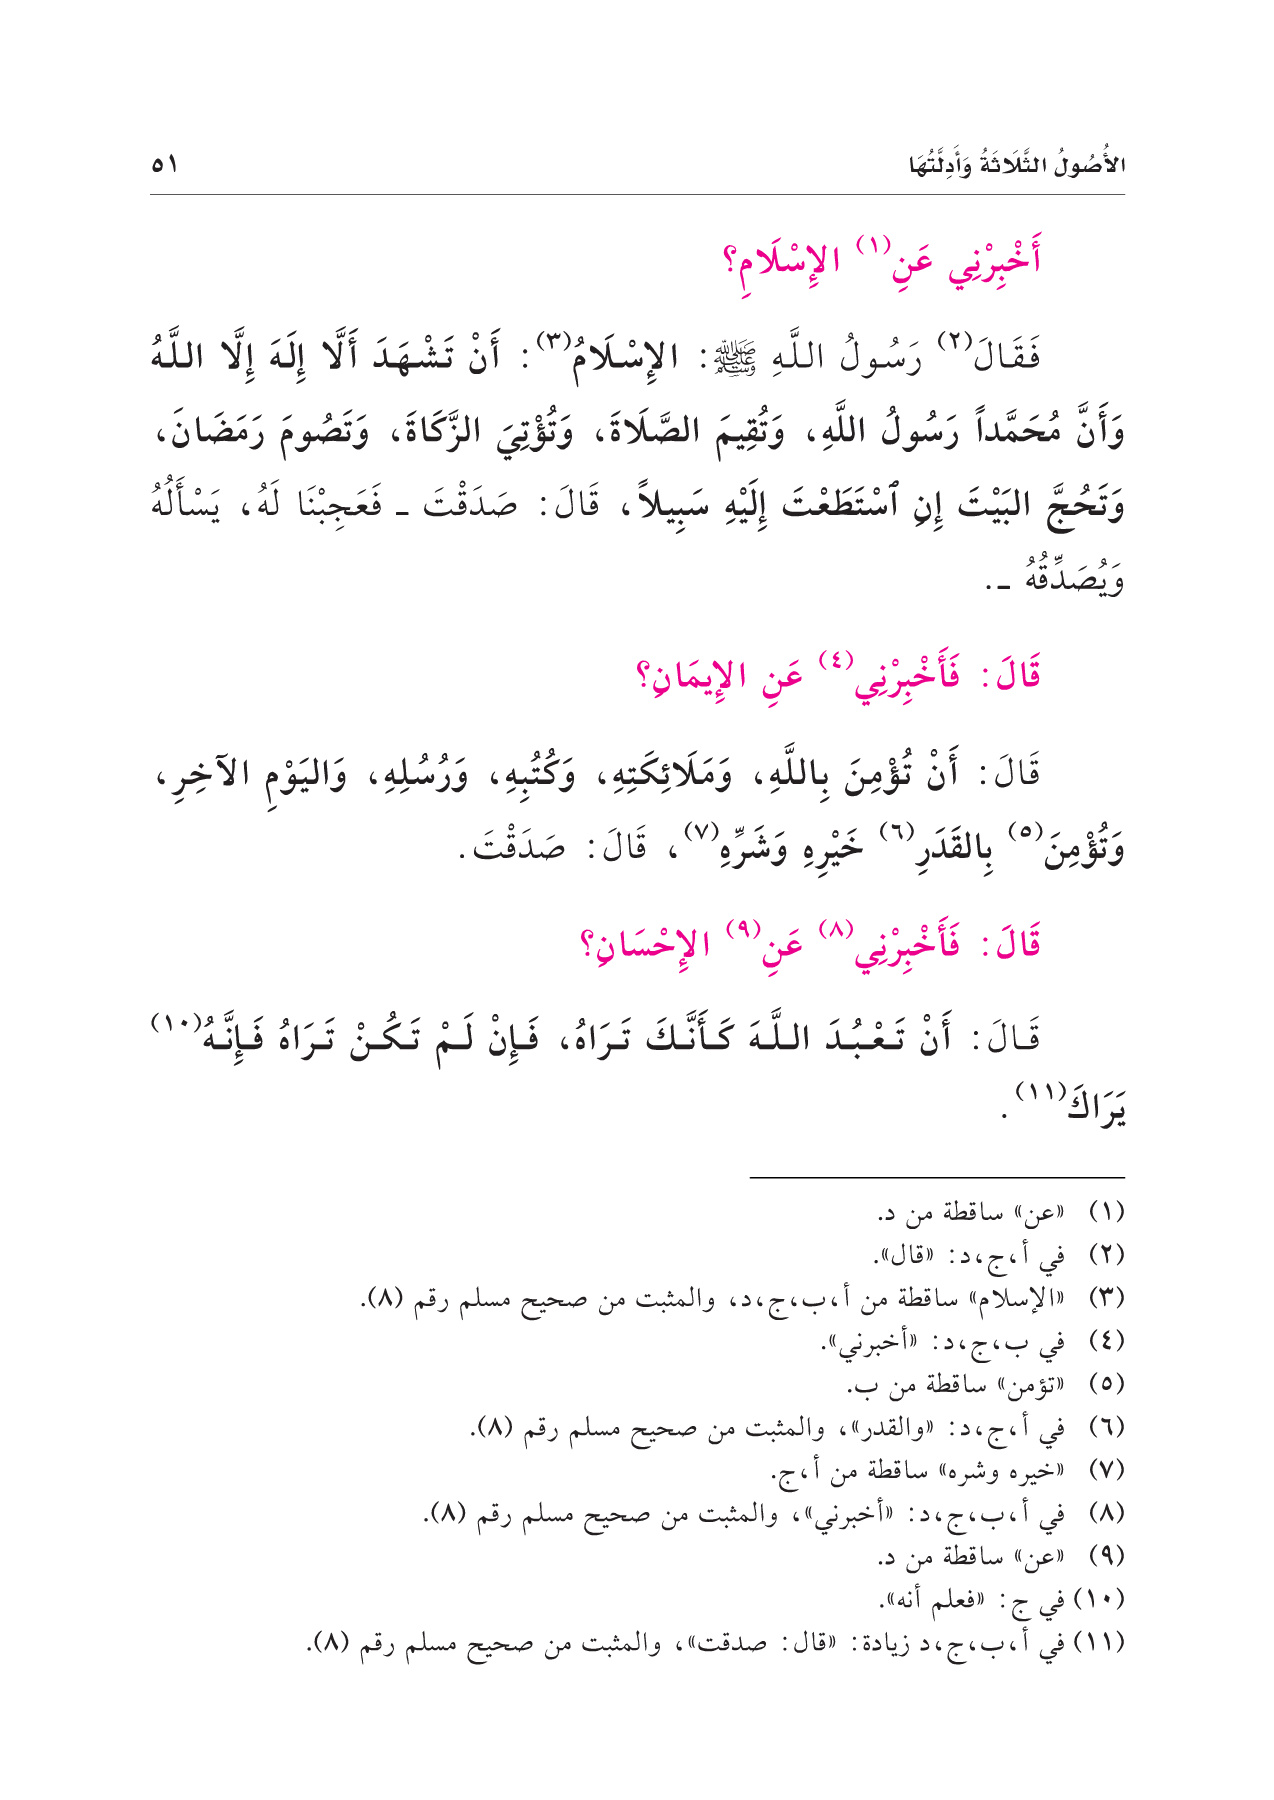 الأُصُولُ الثَّلَاثَةُ وَأَدِلَّتُهَا ٥١
أَخْبِرْنِي عَنِ(١) الإِسْلَامِ؟
فَقَالَ(٢) رَسُولُ اللَّهِ ﷺ: الإِسْلَامُ(٣): أَنْ تَشْهَدَ أَلَّا إِلَهَ إِلَّا اللَّهُ
وَأَنَّ مُحَمَّداً رَسُولُ اللَّهِ، وَتُقِيمَ الصَّلَاةَ، وَتُؤْتِيَ الزَّكَاةَ، وَتَصُومَ رَمَضَانَ،
وَتَحُجَّ البَيْتَ إِنِ ٱسْتَطَعْتَ إِلَيْهِ سَبِيلاً، قَالَ: صَدَقْتَ ـ فَعَجِبْنَا لَهُ، يَسْأَلُهُ
وَيُصَدِّقُهُ ـ.
قَالَ: فَأَخْبِرْنِي(٤) عَنِ الإِيمَانِ؟
قَالَ: أَنْ تُؤْمِنَ بِاللَّهِ، وَمَلَائِكَتِهِ، وَكُتُبِهِ، وَرُسُلِهِ، وَاليَوْمِ الآخِرِ،
وَتُؤْمِنَ(٥) بِالقَدَرِ(٦) خَيْرِهِ وَشَرِّهِ(٧)، قَالَ: صَدَقْتَ.
قَالَ: فَأَخْبِرْنِي(٨) عَنِ(٩) الإِحْسَانِ؟
قَالَ: أَنْ تَعْبُدَ اللَّهَ كَأَنَّكَ تَرَاهُ، فَإِنْ لَمْ تَكُنْ تَرَاهُ فَإِنَّهُ(١٠)
يَرَاكَ(١١).
(١) «عن» ساقطة من د.
(٢) في أ،ج،د: «قال».
(٣) «الإسلام» ساقطة من أ،ب،ج،د، والمثبت من صحيح مسلم رقم (٨).
(٤) في ب،ج،د: «أخبرني».
(٥) «تؤمن» ساقطة من ب.
(٦) في أ،ج،د: «والقدر»، والمثبت من صحيح مسلم رقم (٨).
(٧) «خيره وشره» ساقطة من أ،ج.
(٨) في أ،ب،ج،د: «أخبرني»، والمثبت من صحيح مسلم رقم (٨).
(٩) «عن» ساقطة من د.
(١٠) في ج: «فعلم أنه».
(١١) في أ،ب،ج،د زيادة: «قال: صدقت»، والمثبت من صحيح مسلم رقم (٨).